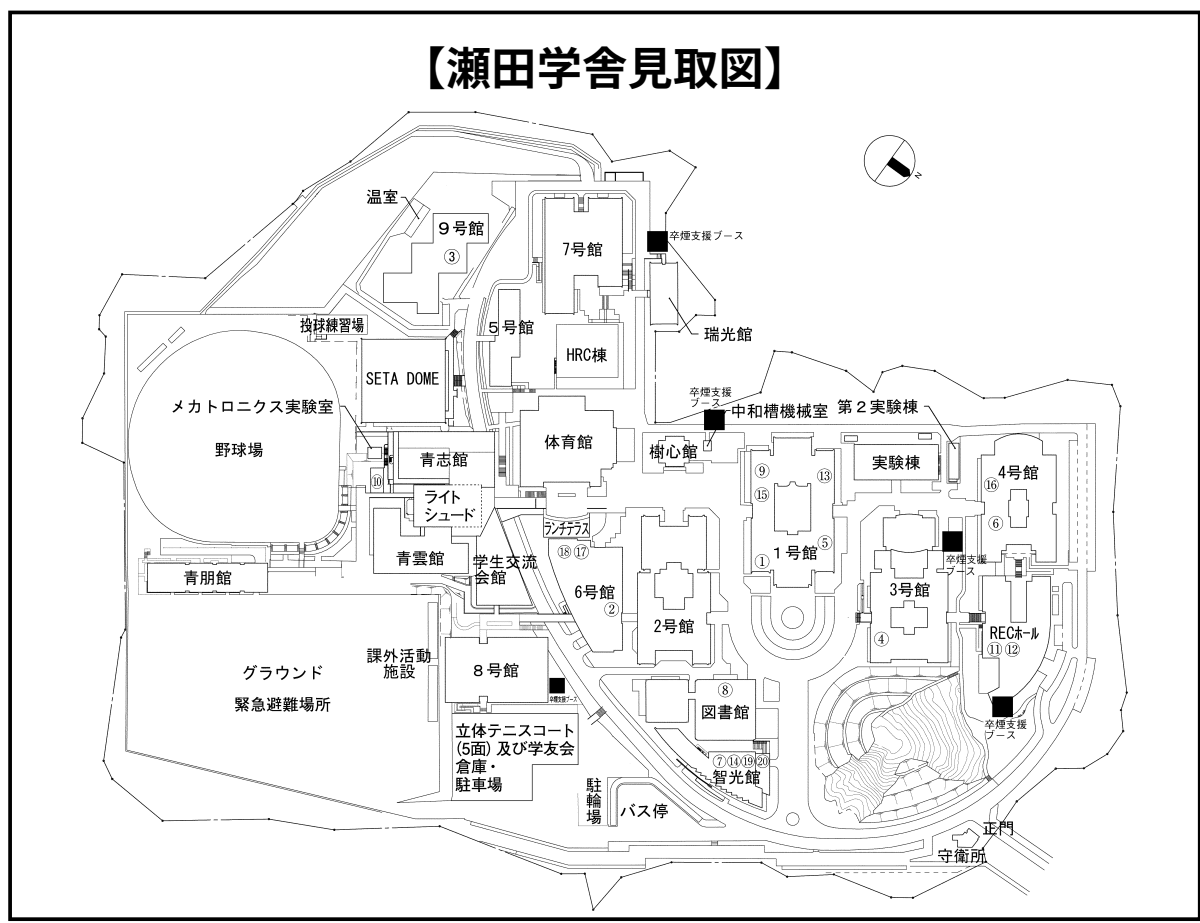 【瀬田学舎見取図】
N
温室
9号館
③
7号館
卒煙支援ブース
投球練習場
5号館
HRC棟
瑞光館
SETA DOME
卒煙支援
ブース
中和槽機械室
第2実験棟
メカトロニクス実験室
野球場
体育館
樹心館
実験棟
4号館
青志館
⑨
⑬
⑯
⑩
⑮
ライト
シュード
⑥
ランチテラス
⑱⑰
1号館
⑤
①
青雲館
学生交流
会館
卒煙支援
ブース
青朋館
6号館
②
2号館
3号館
④
RECホール
⑪⑫
グラウンド
緊急避難場所
課外活動
施設
8号館
卒煙支援ブース
⑧
図書館
卒煙支援
ブース
立体テニスコート
(5面) 及び学友会
倉庫・
駐車場
⑦⑭⑲⑳
智光館
駐輪場
バス停
正門
守衛所